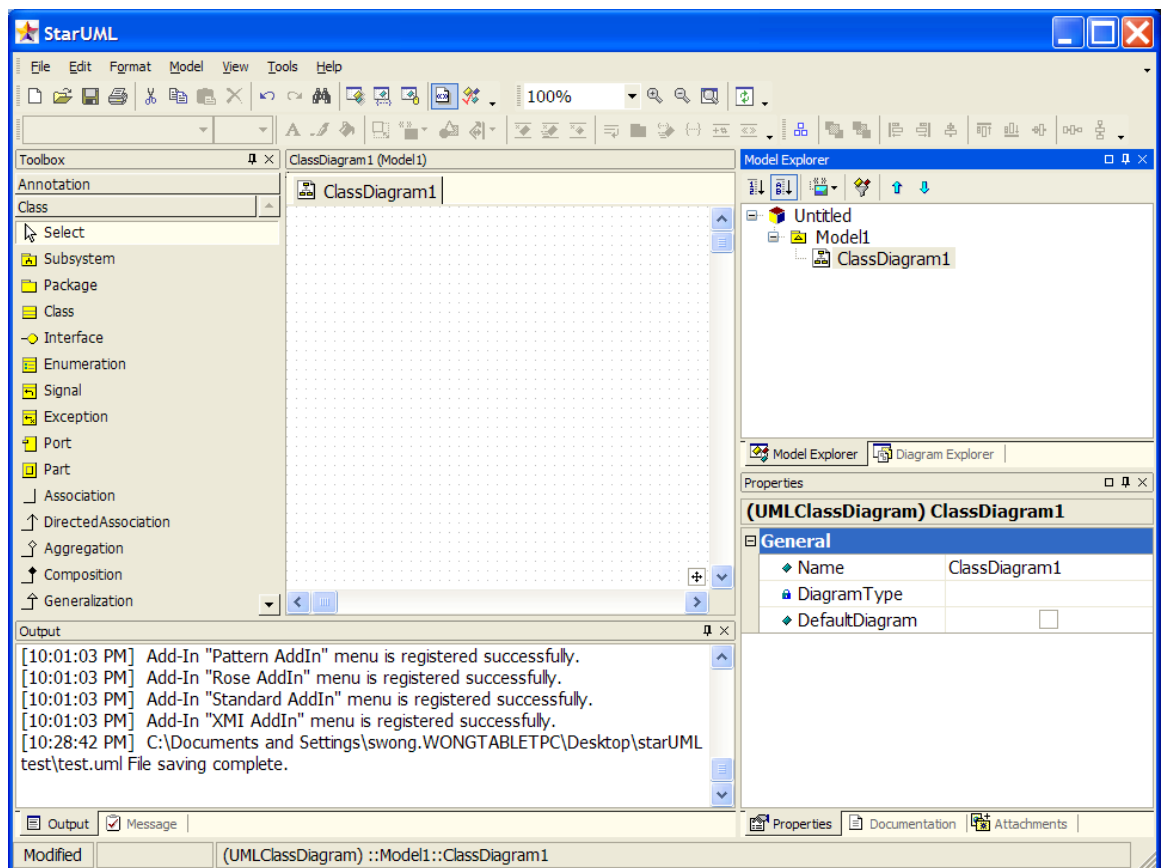 StarUML
File Edit Format Model View Tools Help
100%
Toolbox
Annotation
Class
Select
Subsystem
Package
Class
Interface
Enumeration
Signal
Exception
Port
Part
Association
DirectedAssociation
Aggregation
Composition
Generalization
ClassDiagram1 (Model1)
ClassDiagram1
Model Explorer
Untitled
Model1
ClassDiagram1
Model Explorer Diagram Explorer
Properties
(UMLClassDiagram) ClassDiagram1
General
Name ClassDiagram1
DiagramType
DefaultDiagram
Output
[10:01:03 PM] Add-In "Pattern AddIn" menu is registered successfully.
[10:01:03 PM] Add-In "Rose AddIn" menu is registered successfully.
[10:01:03 PM] Add-In "Standard AddIn" menu is registered successfully.
[10:01:03 PM] Add-In "XMI AddIn" menu is registered successfully.
[10:28:42 PM] C:\Documents and Settings\swong.WONGTABLETPC\Desktop\starUML
test\test.uml File saving complete.
Output Message
Properties Documentation Attachments
Modified (UMLClassDiagram) ::Model1::ClassDiagram1